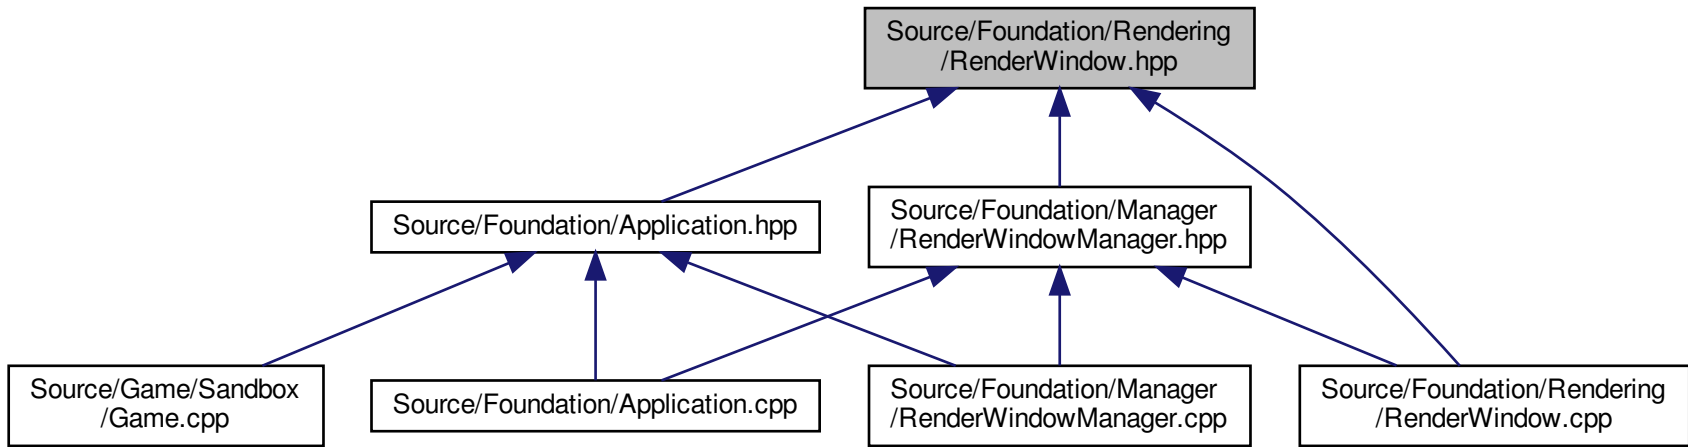 Source/Foundation/Rendering
/RenderWindow.hpp
Source/Foundation/Application.hpp
Source/Foundation/Manager
/RenderWindowManager.hpp
Source/Game/Sandbox
/Game.cpp
Source/Foundation/Application.cpp
Source/Foundation/Manager
/RenderWindowManager.cpp
Source/Foundation/Rendering
/RenderWindow.cpp